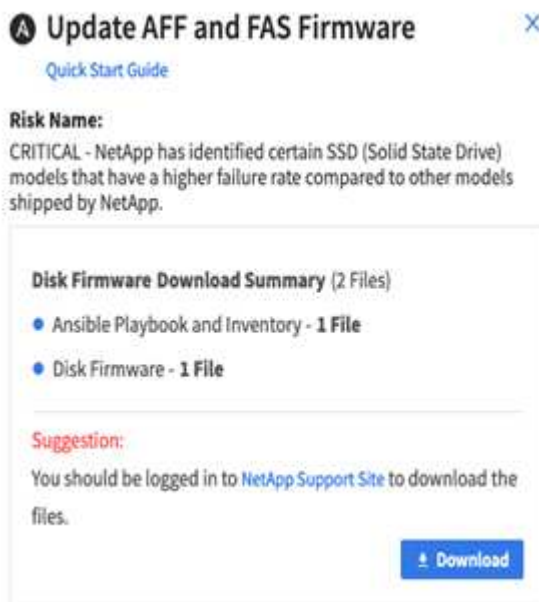 Update AFF and FAS Firmware
Quick Start Guide
Risk Name:
CRITICAL - NetApp has identified certain SSD (Solid State Drive)
models that have a higher failure rate compared to other models
shipped by NetApp.
Disk Firmware Download Summary (2 Files)
Ansible Playbook and Inventory - 1 File
Disk Firmware - 1 File
Suggestion:
You should be logged in to NetApp Support Site to download the
files.
Download